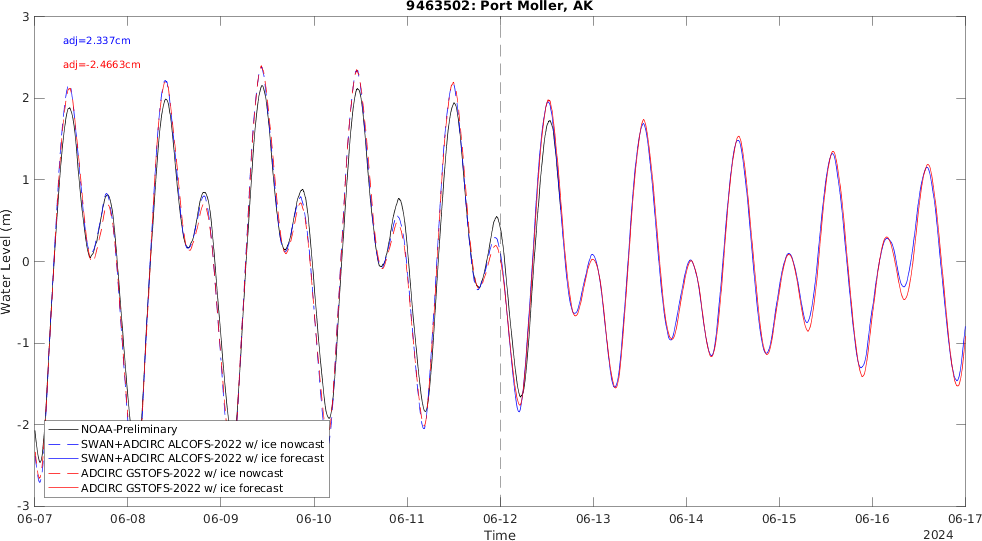 9463502: Port Moller, AK
adj=2.337cm
adj=-2.4663cm
3
2
1
0
-1
-2
-3
Water Level (m)
NOAA-Preliminary
SWAN+ADCIRC ALCOFS-2022 w/ ice nowcast
SWAN+ADCIRC ALCOFS-2022 w/ ice forecast
ADCIRC GSTOFS-2022 w/ ice nowcast
ADCIRC GSTOFS-2022 w/ ice forecast
06-07 06-08 06-09 06-10 06-11 06-12 06-13 06-14 06-15 06-16 06-17
Time
2024